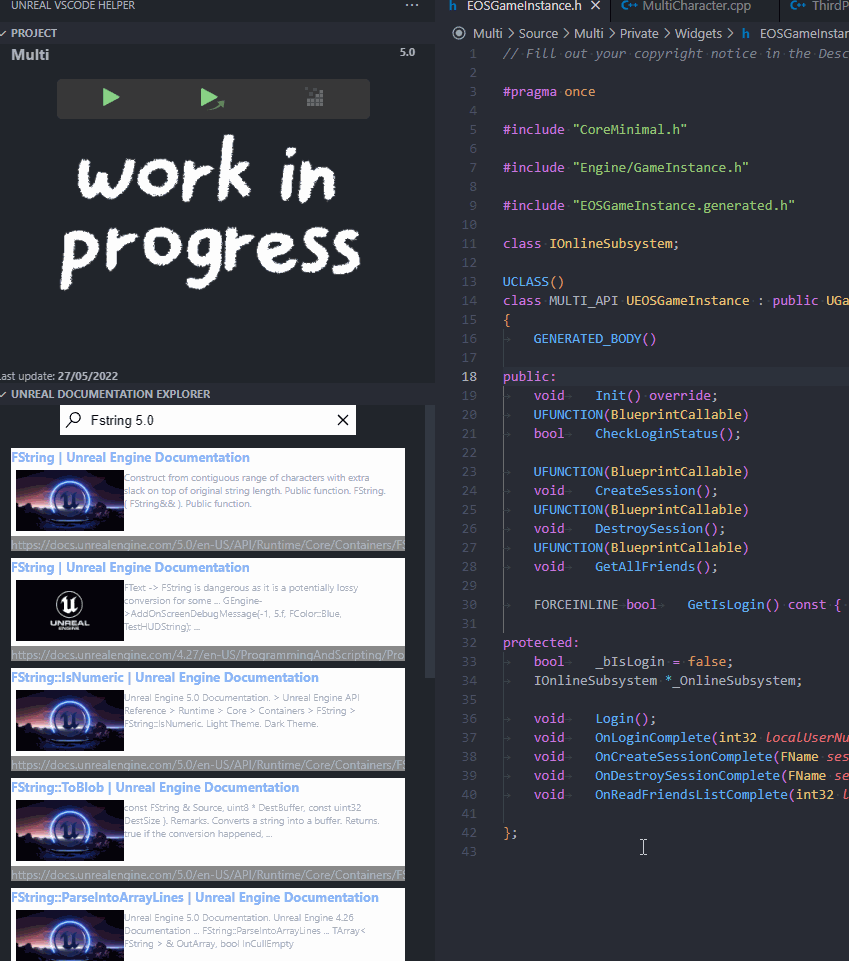 UNREAL VSCODE HELPER
PROJECT
Multi 5.0
work in
progress
Last update: 27/05/2022
UNREAL DOCUMENTATION EXPLORER
Fstring 5.0
FString | Unreal Engine Documentation
Construct from contiguous range of characters with extra
slack on top of original string length. Public function. FString.
( FString&& ). Public function.
https://docs.unrealengine.com/5.0/en-US/API/Runtime/Core/Containers/FS
FString | Unreal Engine Documentation
UNREAL
ENGINE
FText -> FString is dangerous as it is a potentially lossy
conversion for some ... GEngine-
>AddOnScreenDebugMessage(-1, 5.f, FColor::Blue,
TestHUDString); ...
https://docs.unrealengine.com/4.27/en-US/ProgrammingAndScripting/Pro
FString::IsNumeric | Unreal Engine Documentation
Unreal Engine 5.0 Documentation. > Unreal Engine API
Reference > Runtime > Core > Containers > FString >
FString::IsNumeric. Light Theme. Dark Theme.
https://docs.unrealengine.com/5.0/en-US/API/Runtime/Core/Containers/FS
FString::ToBlob | Unreal Engine Documentation
const FString & Source, uint8 * DestBuffer, const uint32
DestSize ). Remarks. Converts a string into a buffer. Returns.
true if the conversion happened, ...
https://docs.unrealengine.com/5.0/en-US/API/Runtime/Core/Containers/FS
FString::ParseIntoArrayLines | Unreal Engine Documentation
Unreal Engine 5.0 Documentation. Unreal Engine 4.26
Documentation ... FString::ParseIntoArrayLines ... TArray<
FString > & OutArray, bool InCullEmpty
h EOSGameInstance.h C++ MultiCharacter.cpp C++ ThirdP
Multi > Source > Multi > Private > Widgets > h EOSGameInstan
1 // Fill out your copyright notice in the Desc
2
3 #pragma once
4
5 #include "CoreMinimal.h"
6
7 #include "Engine/GameInstance.h"
8
9 #include "EOSGameInstance.generated.h"
10
11 class IOnlineSubsystem;
12
13 UCLASS()
14 class MULTI_API UEOSGameInstance : public UGa
15 {
16 GENERATED_BODY()
17
18 public:
19 void Init() override;
20 UFUNCTION(BlueprintCallable)
21 bool CheckLoginStatus();
22
23 UFUNCTION(BlueprintCallable)
24 void CreateSession();
25 UFUNCTION(BlueprintCallable)
26 void DestroySession();
27 UFUNCTION(BlueprintCallable)
28 void GetAllFriends();
29
30 FORCEINLINE bool GetIsLogin() const {
31
32 protected:
33 bool _bIsLogin = false;
34 IOnlineSubsystem *_OnlineSubsystem;
35
36 void Login();
37 void OnLoginComplete(int32 localUserNu
38 void OnCreateSessionComplete(FName ses
39 void OnDestroySessionComplete(FName se
40 void OnReadFriendsListComplete(int32 l
41
42 };
43